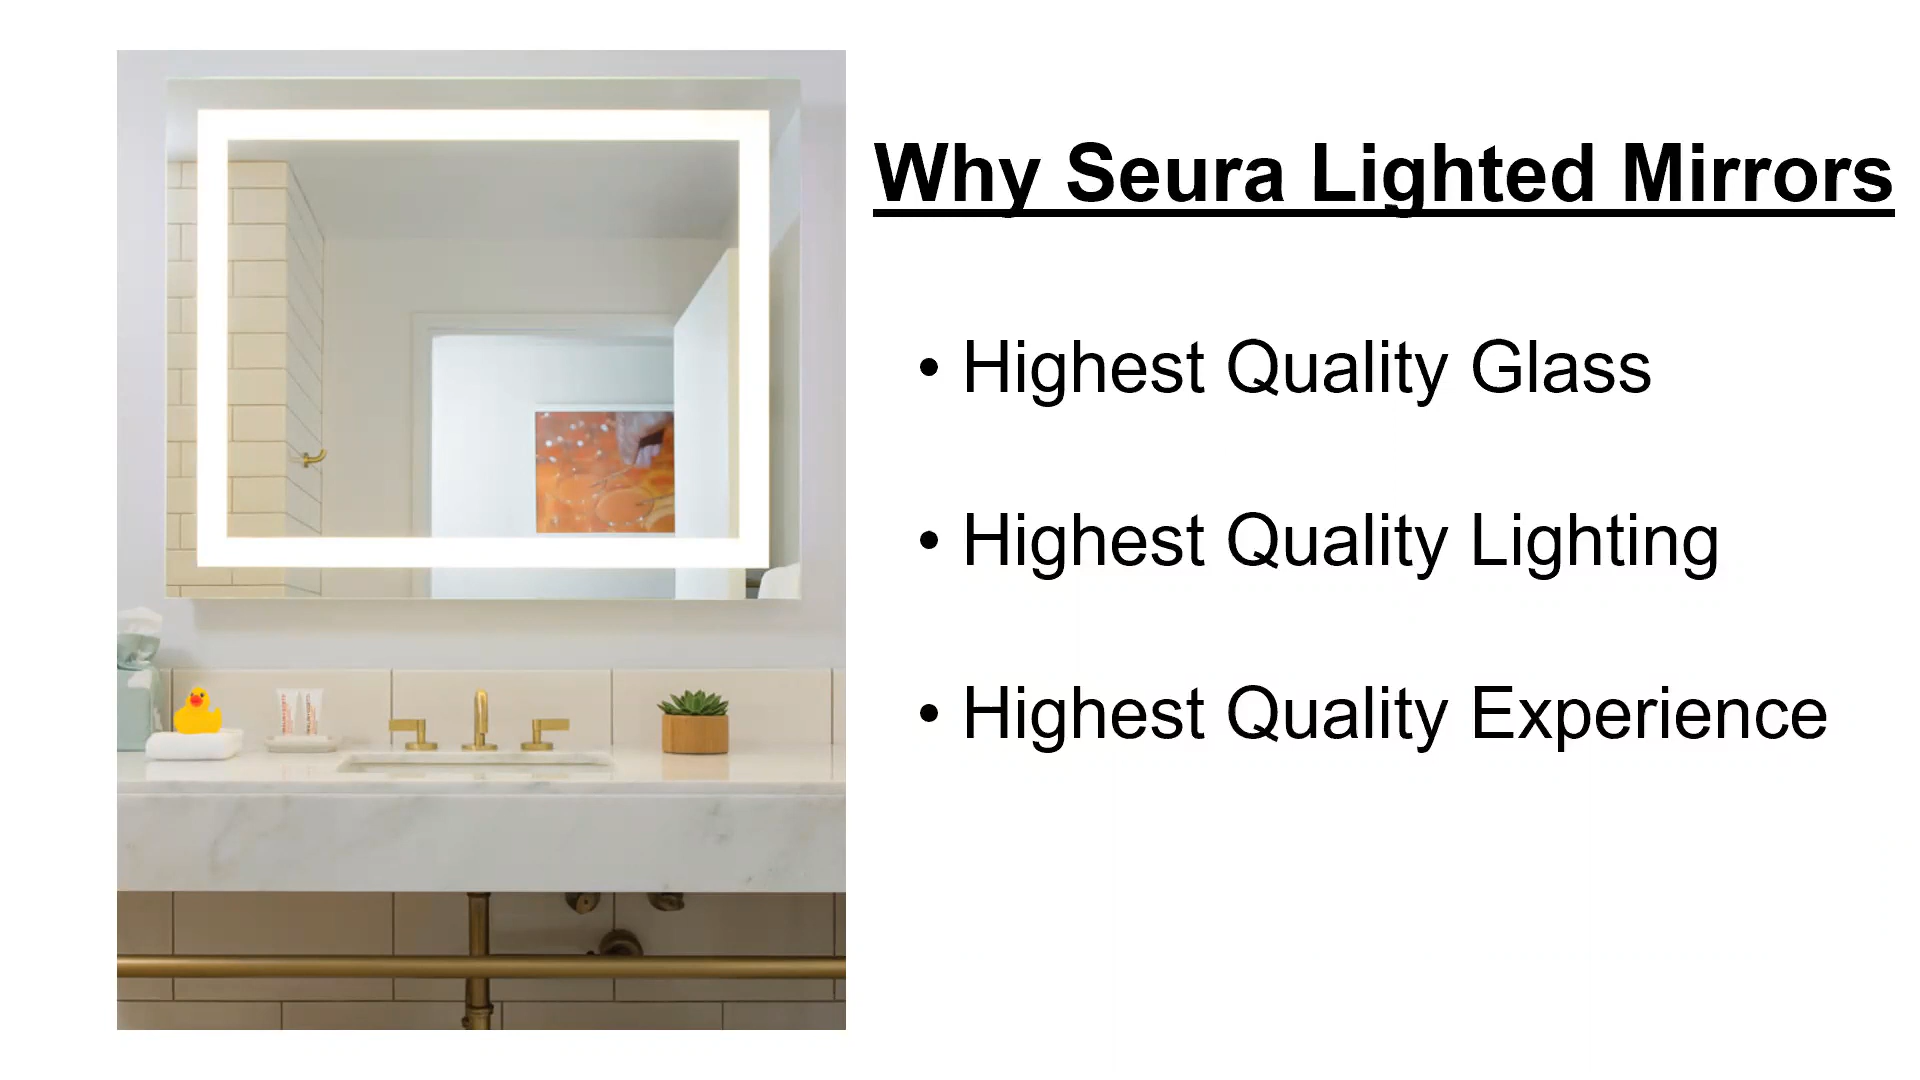 Why Seura Lighted Mirrors
• Highest Quality Glass
• Highest Quality Lighting
• Highest Quality Experience